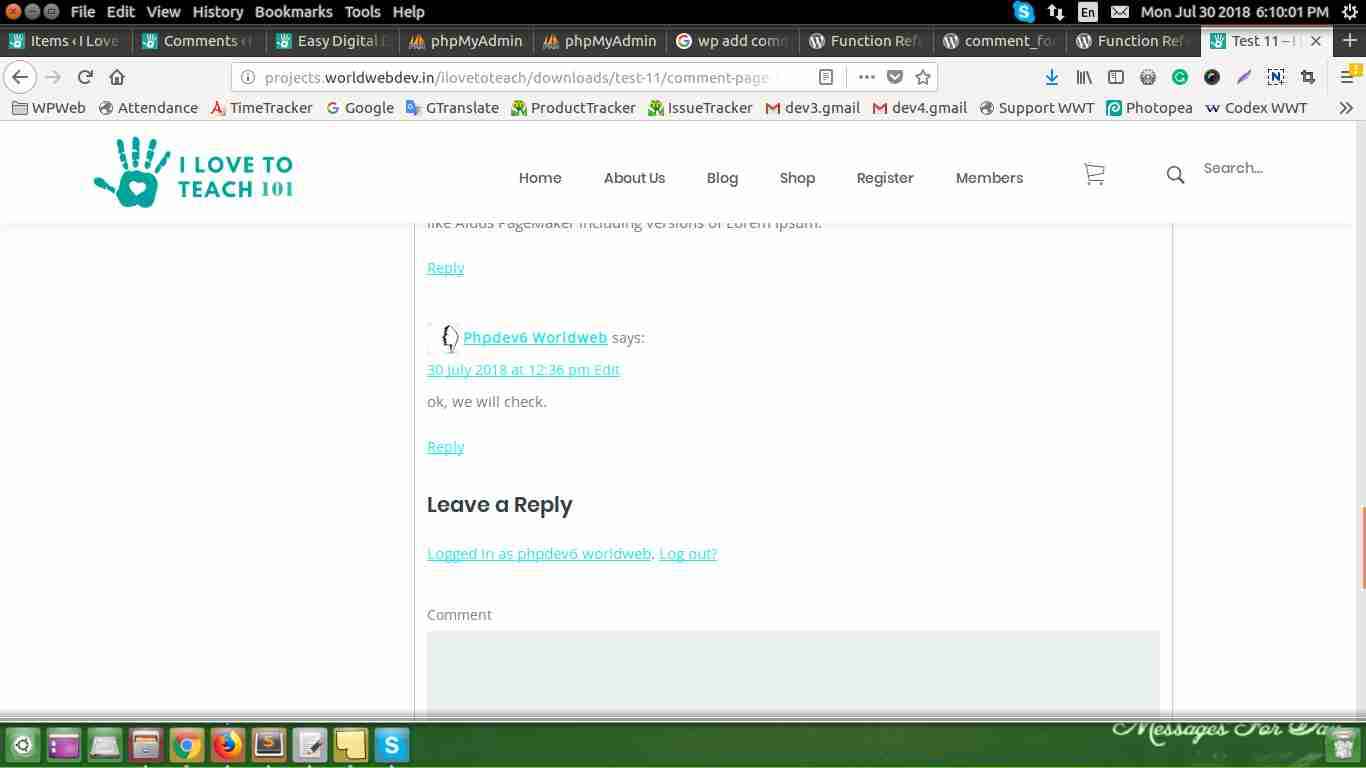 File Edit View History Bookmarks Tools Help
En Mon Jul 30 2018 6:10:01 PM
Items ‹ I Love Comments ‹ Easy Digital phpMyAdmin phpMyAdmin wp add com Function Ref comment_fo Function Ref Test 11 –
projects.worldwebdev.in/ilovetoteach/downloads/test-11/comment-page-
WPWeb Attendance TimeTracker Google GTranslate ProductTracker IssueTracker dev3.gmail dev4.gmail Support WWT Photopea Codex WWT
I LOVE TO
TEACH 101
Home About Us Blog Shop Register Members Search...
like Aldus PageMaker including versions of Lorem Ipsum.
Reply
Phpdev6 Worldweb says:
30 July 2018 at 12:36 pm Edit
ok, we will check.
Reply
Leave a Reply
Logged in as phpdev6 worldweb. Log out?
Comment
Messages For Day